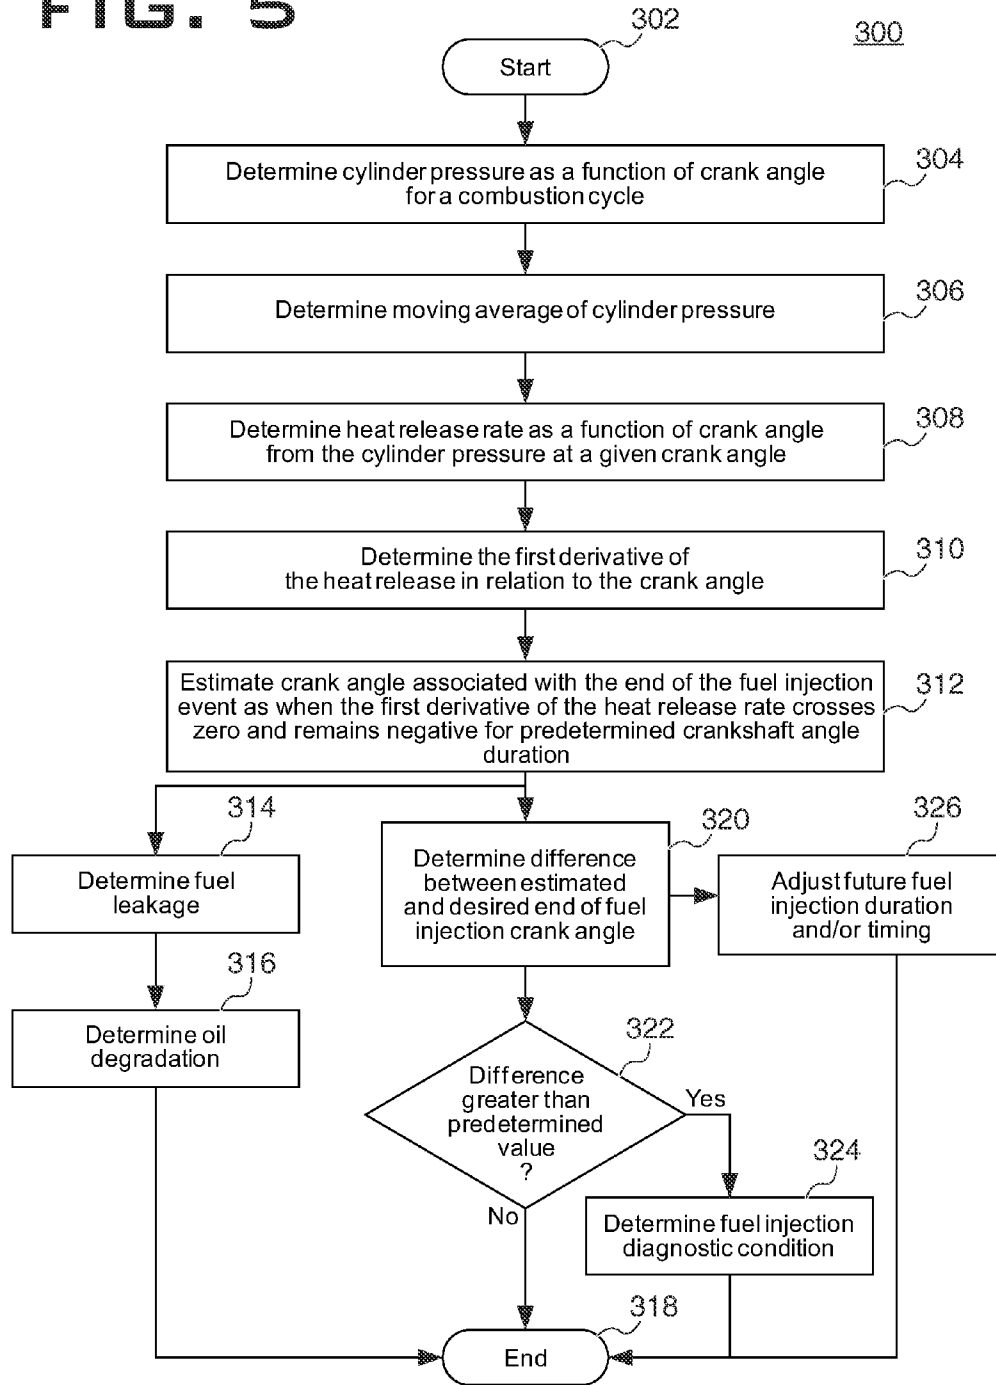 FIG. 5
300
302
Start
Determine cylinder pressure as a function of crank angle
for a combustion cycle
304
Determine moving average of cylinder pressure
306
Determine heat release rate as a function of crank angle
from the cylinder pressure at a given crank angle
308
Determine the first derivative of
the heat release in relation to the crank angle
310
Estimate crank angle associated with the end of the fuel injection
event as when the first derivative of the heat release rate crosses
zero and remains negative for predetermined crankshaft angle
duration
312
314
Determine fuel
leakage
316
Determine oil
degradation
320
Determine difference
between estimated
and desired end of fuel
injection crank angle
326
Adjust future fuel
injection duration
and/or timing
322
Difference
greater than
predetermined
value
?
Yes
No
324
Determine fuel injection
diagnostic condition
318
End